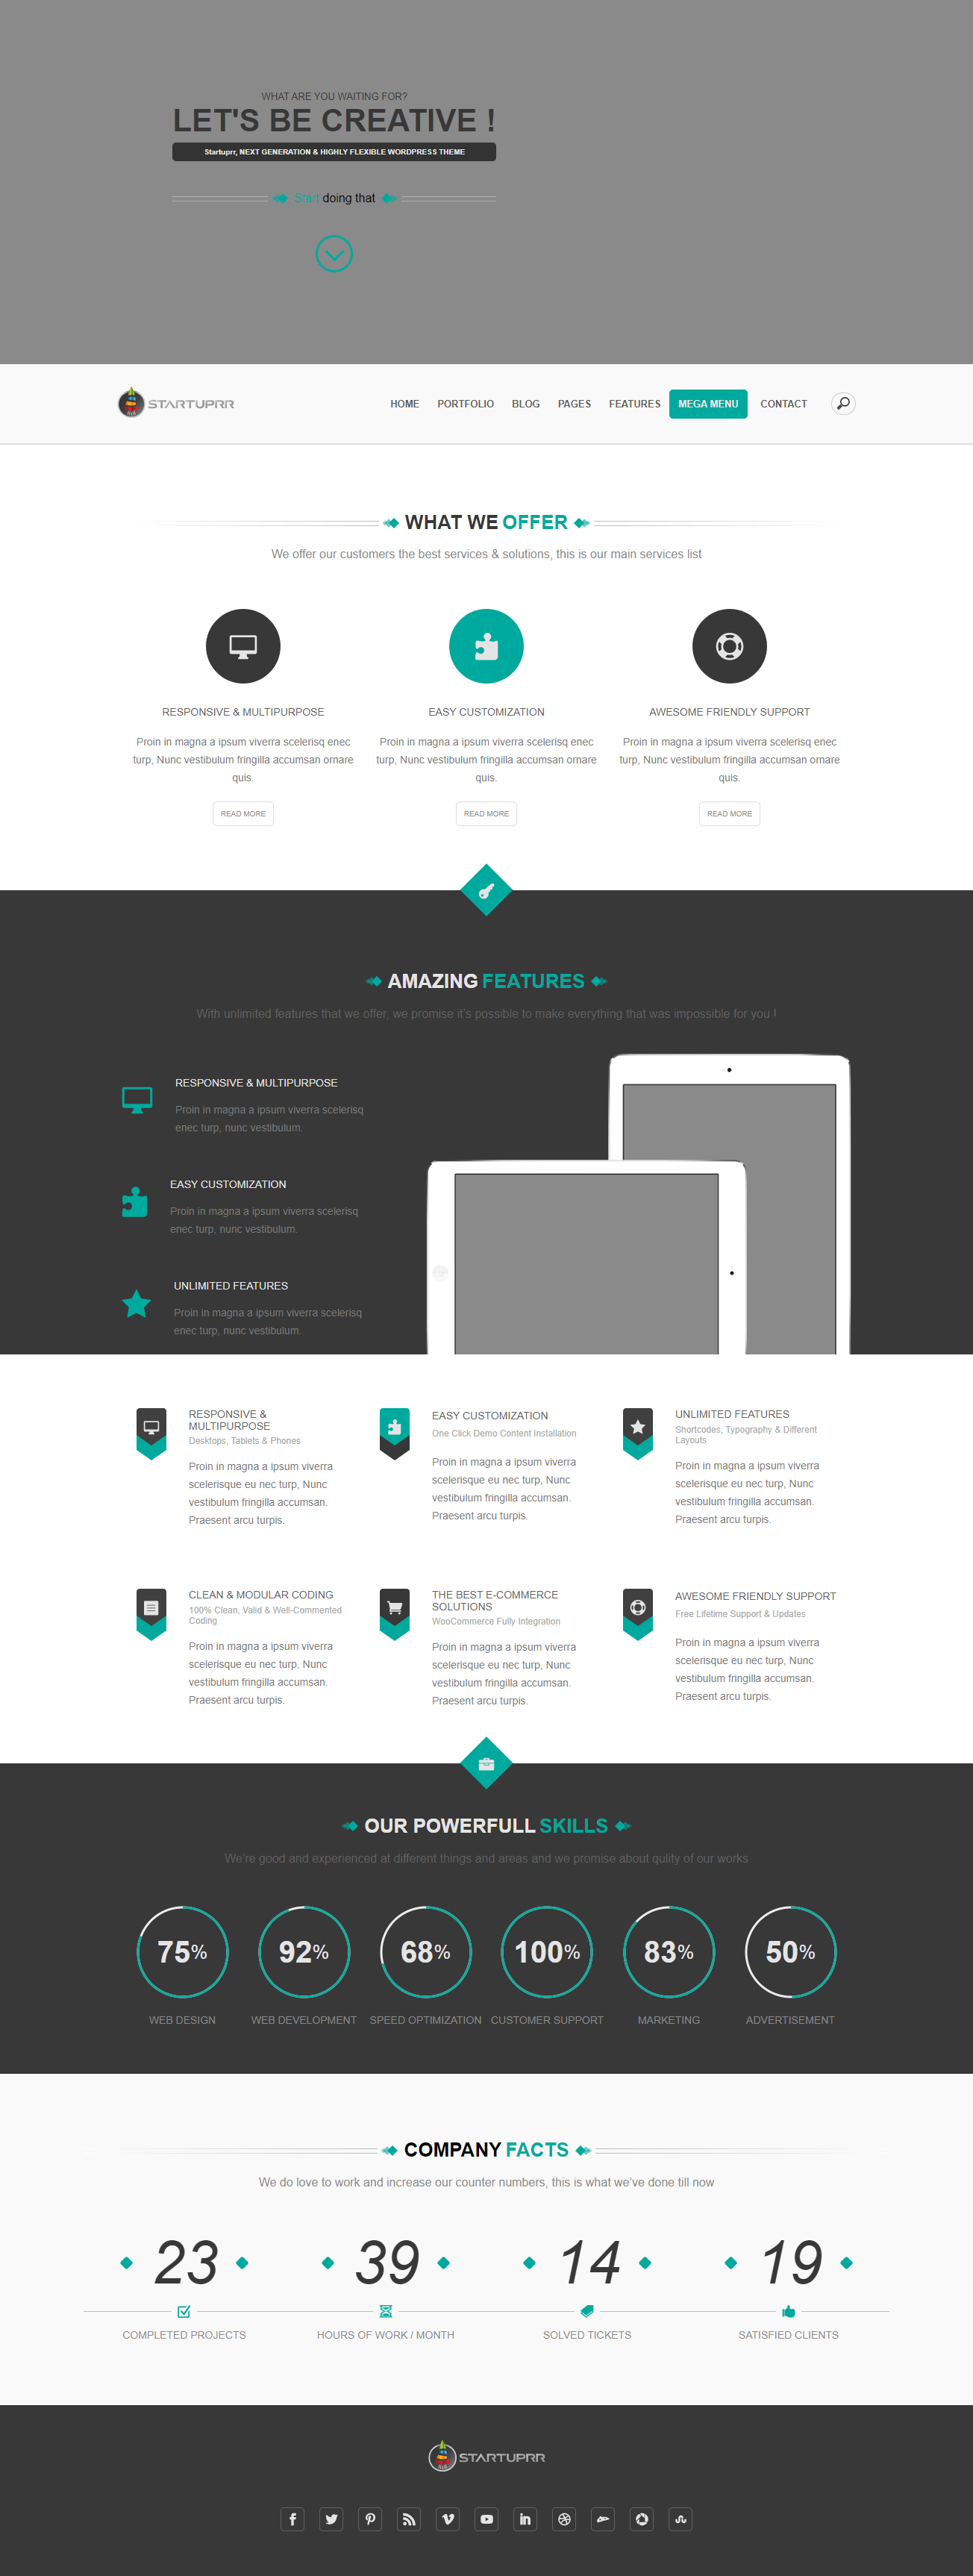 WHAT ARE YOU WAITING FOR?
LET'S BE CREATIVE !
Startuprr, NEXT GENERATION & HIGHLY FLEXIBLE WORDPRESS THEME
Start doing that
STARTUPRR
HOME PORTFOLIO BLOG PAGES FEATURES MEGA MENU CONTACT
WHAT WE OFFER
We offer our customers the best services & solutions, this is our main services list
RESPONSIVE & MULTIPURPOSE
Proin in magna a ipsum viverra scelerisq enec
turp, Nunc vestibulum fringilla accumsan ornare
quis.
READ MORE
EASY CUSTOMIZATION
Proin in magna a ipsum viverra scelerisq enec
turp, Nunc vestibulum fringilla accumsan ornare
quis.
READ MORE
AWESOME FRIENDLY SUPPORT
Proin in magna a ipsum viverra scelerisq enec
turp, Nunc vestibulum fringilla accumsan ornare
quis.
READ MORE
AMAZING FEATURES
With unlimited features that we offer, we promise it's possible to make everything that was impossible for you !
RESPONSIVE & MULTIPURPOSE
Proin in magna a ipsum viverra scelerisq
enec turp, nunc vestibulum.
EASY CUSTOMIZATION
Proin in magna a ipsum viverra scelerisq
enec turp, nunc vestibulum.
UNLIMITED FEATURES
Proin in magna a ipsum viverra scelerisq
enec turp, nunc vestibulum.
RESPONSIVE &
MULTIPURPOSE
Desktops, Tablets & Phones
Proin in magna a ipsum viverra
scelerisque eu nec turp, Nunc
vestibulum fringilla accumsan.
Praesent arcu turpis.
EASY CUSTOMIZATION
One Click Demo Content Installation
Proin in magna a ipsum viverra
scelerisque eu nec turp, Nunc
vestibulum fringilla accumsan.
Praesent arcu turpis.
UNLIMITED FEATURES
Shortcodes, Typography & Different
Layouts
Proin in magna a ipsum viverra
scelerisque eu nec turp, Nunc
vestibulum fringilla accumsan.
Praesent arcu turpis.
CLEAN & MODULAR CODING
100% Clean, Valid & Well-Commented
Coding
Proin in magna a ipsum viverra
scelerisque eu nec turp, Nunc
vestibulum fringilla accumsan.
Praesent arcu turpis.
THE BEST E-COMMERCE
SOLUTIONS
WooCommerce Fully Integration
Proin in magna a ipsum viverra
scelerisque eu nec turp, Nunc
vestibulum fringilla accumsan.
Praesent arcu turpis.
AWESOME FRIENDLY SUPPORT
Free Lifetime Support & Updates
Proin in magna a ipsum viverra
scelerisque eu nec turp, Nunc
vestibulum fringilla accumsan.
Praesent arcu turpis.
OUR POWERFULL SKILLS
We're good and experienced at different things and areas and we promise about qulity of our works
75% 92% 68% 100% 83% 50%
WEB DESIGN WEB DEVELOPMENT SPEED OPTIMIZATION CUSTOMER SUPPORT MARKETING ADVERTISEMENT
COMPANY FACTS
We do love to work and increase our counter numbers, this is what we've done till now
23 39 14 19
COMPLETED PROJECTS HOURS OF WORK / MONTH SOLVED TICKETS SATISFIED CLIENTS
STARTUPRR